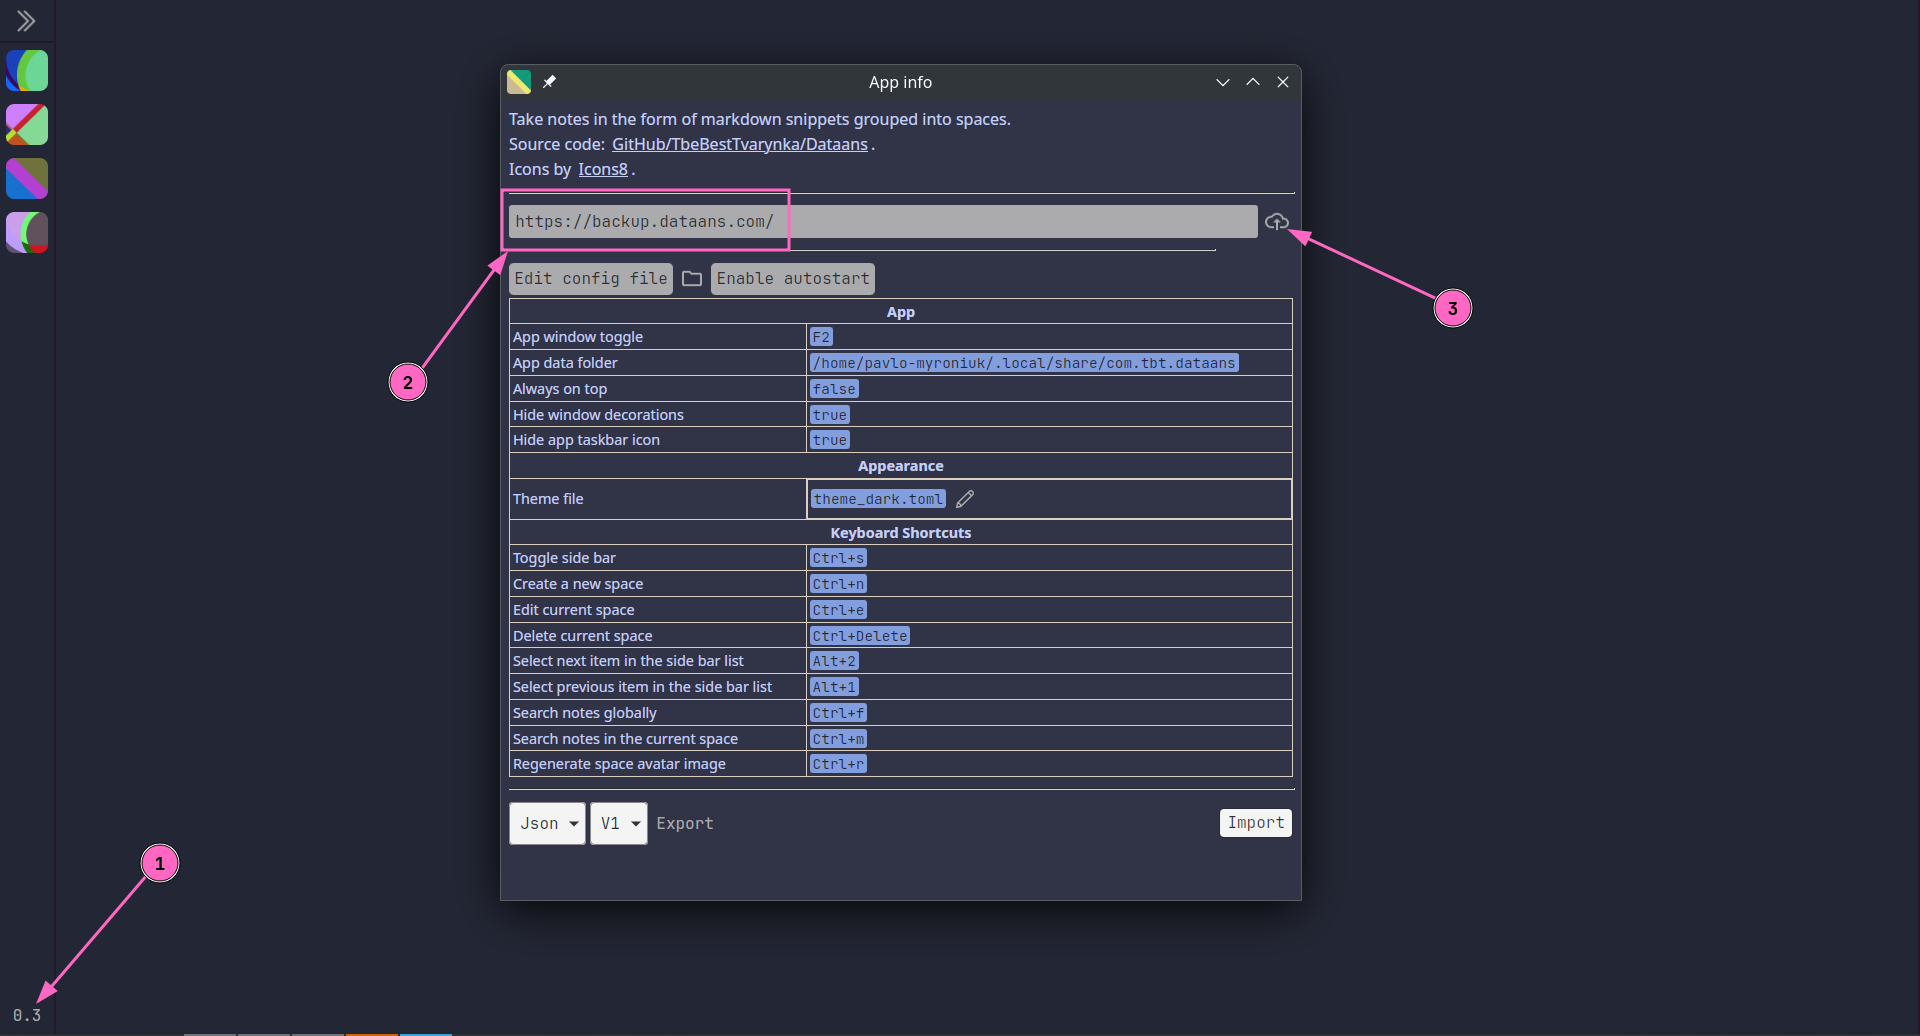 App info
Take notes in the form of markdown snippets grouped into spaces.
Source code: GitHub/TbeBestTvarynka/Dataans .
Icons by Icons8 .
https://backup.dataans.com/
3
Edit config file Enable autostart
App
App window toggle F2
App data folder /home/pavlo-myroniuk/.local/share/com.tbt.dataans
2
Always on top false
Hide window decorations true
Hide app taskbar icon true
Appearance
Theme file theme_dark.toml
Keyboard Shortcuts
Toggle side bar Ctrl+s
Create a new space Ctrl+n
Edit current space Ctrl+e
Delete current space Ctrl+Delete
Select next item in the side bar list Alt+2
Select previous item in the side bar list Alt+1
Search notes globally Ctrl+f
Search notes in the current space Ctrl+m
Regenerate space avatar image Ctrl+r
Json V1 Export Import
1
0.3